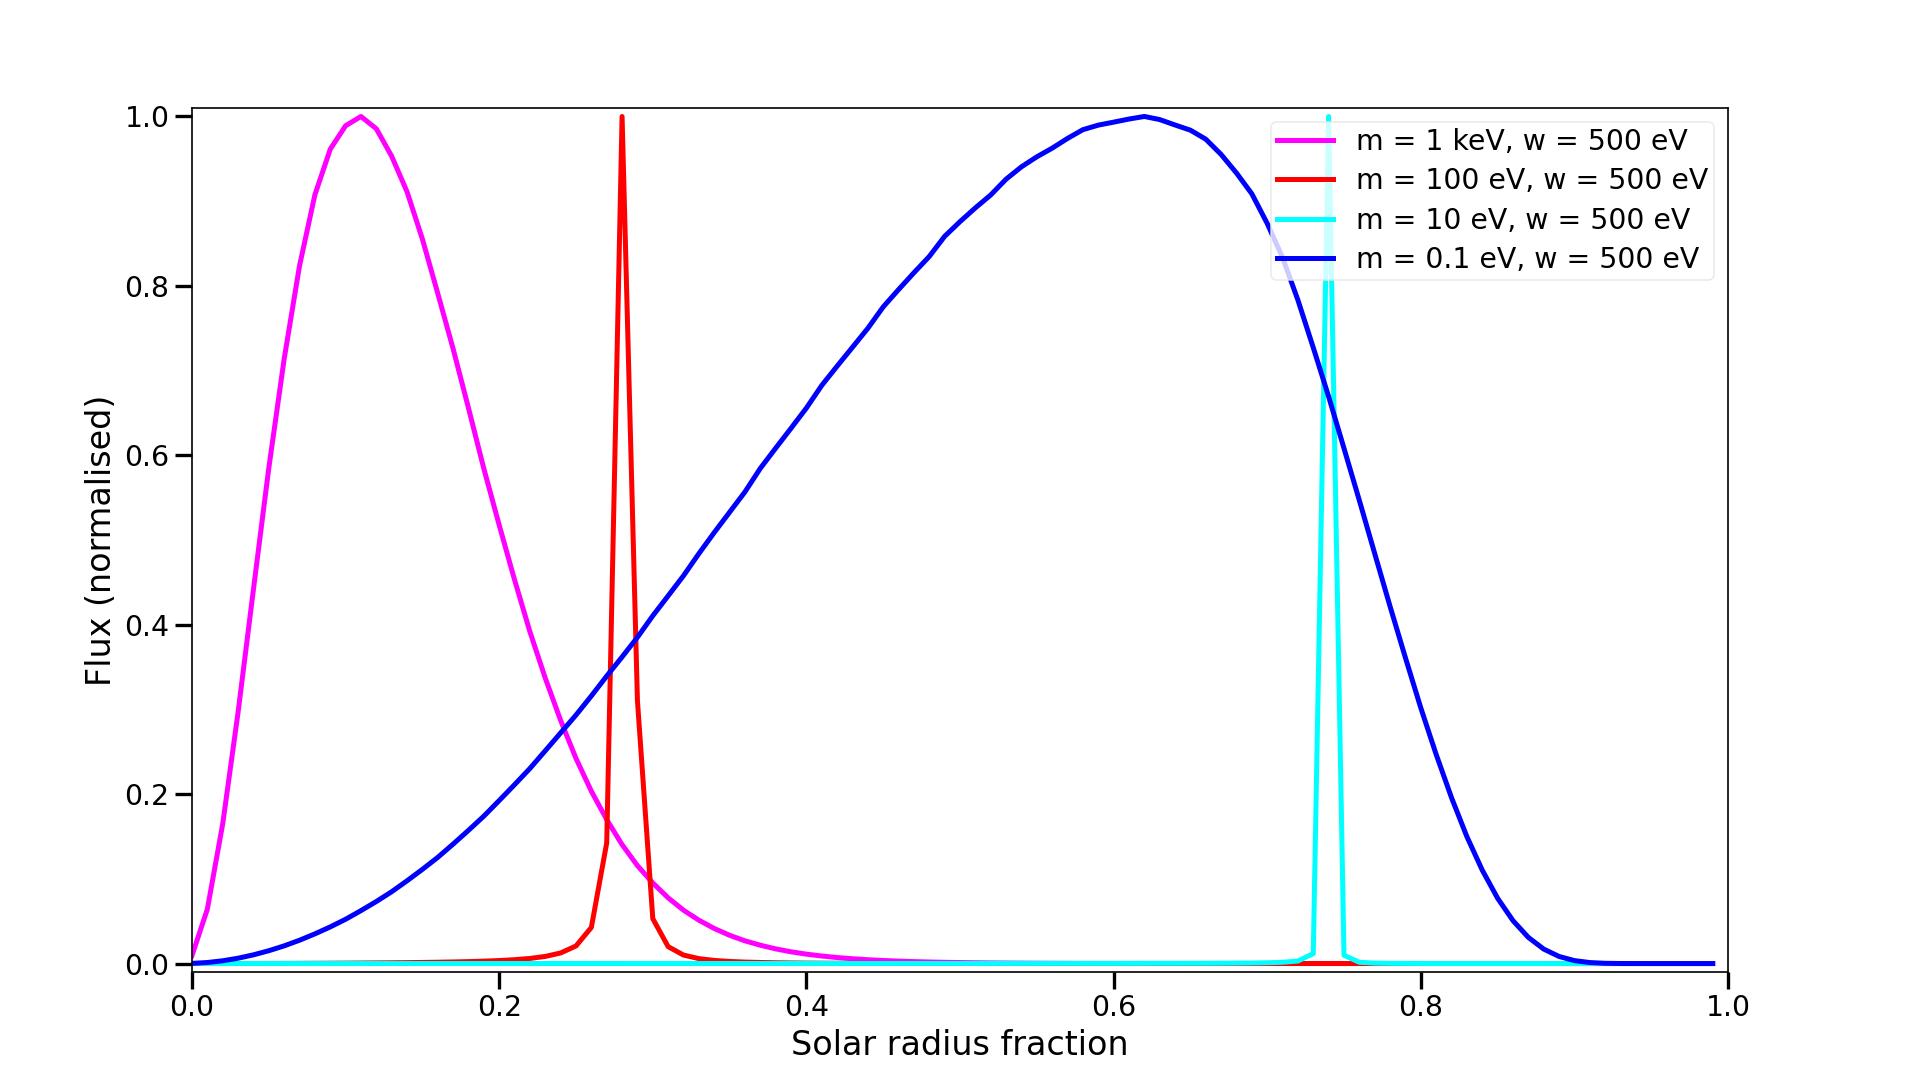 1.0
0.8
0.6
0.4
0.2
0.0
Flux (normalised)
m = 1 keV, w = 500 eV
m = 100 eV, w = 500 eV
m = 10 eV, w = 500 eV
m = 0.1 eV, w = 500 eV
0.0 0.2 0.4 0.6 0.8 1.0
Solar radius fraction